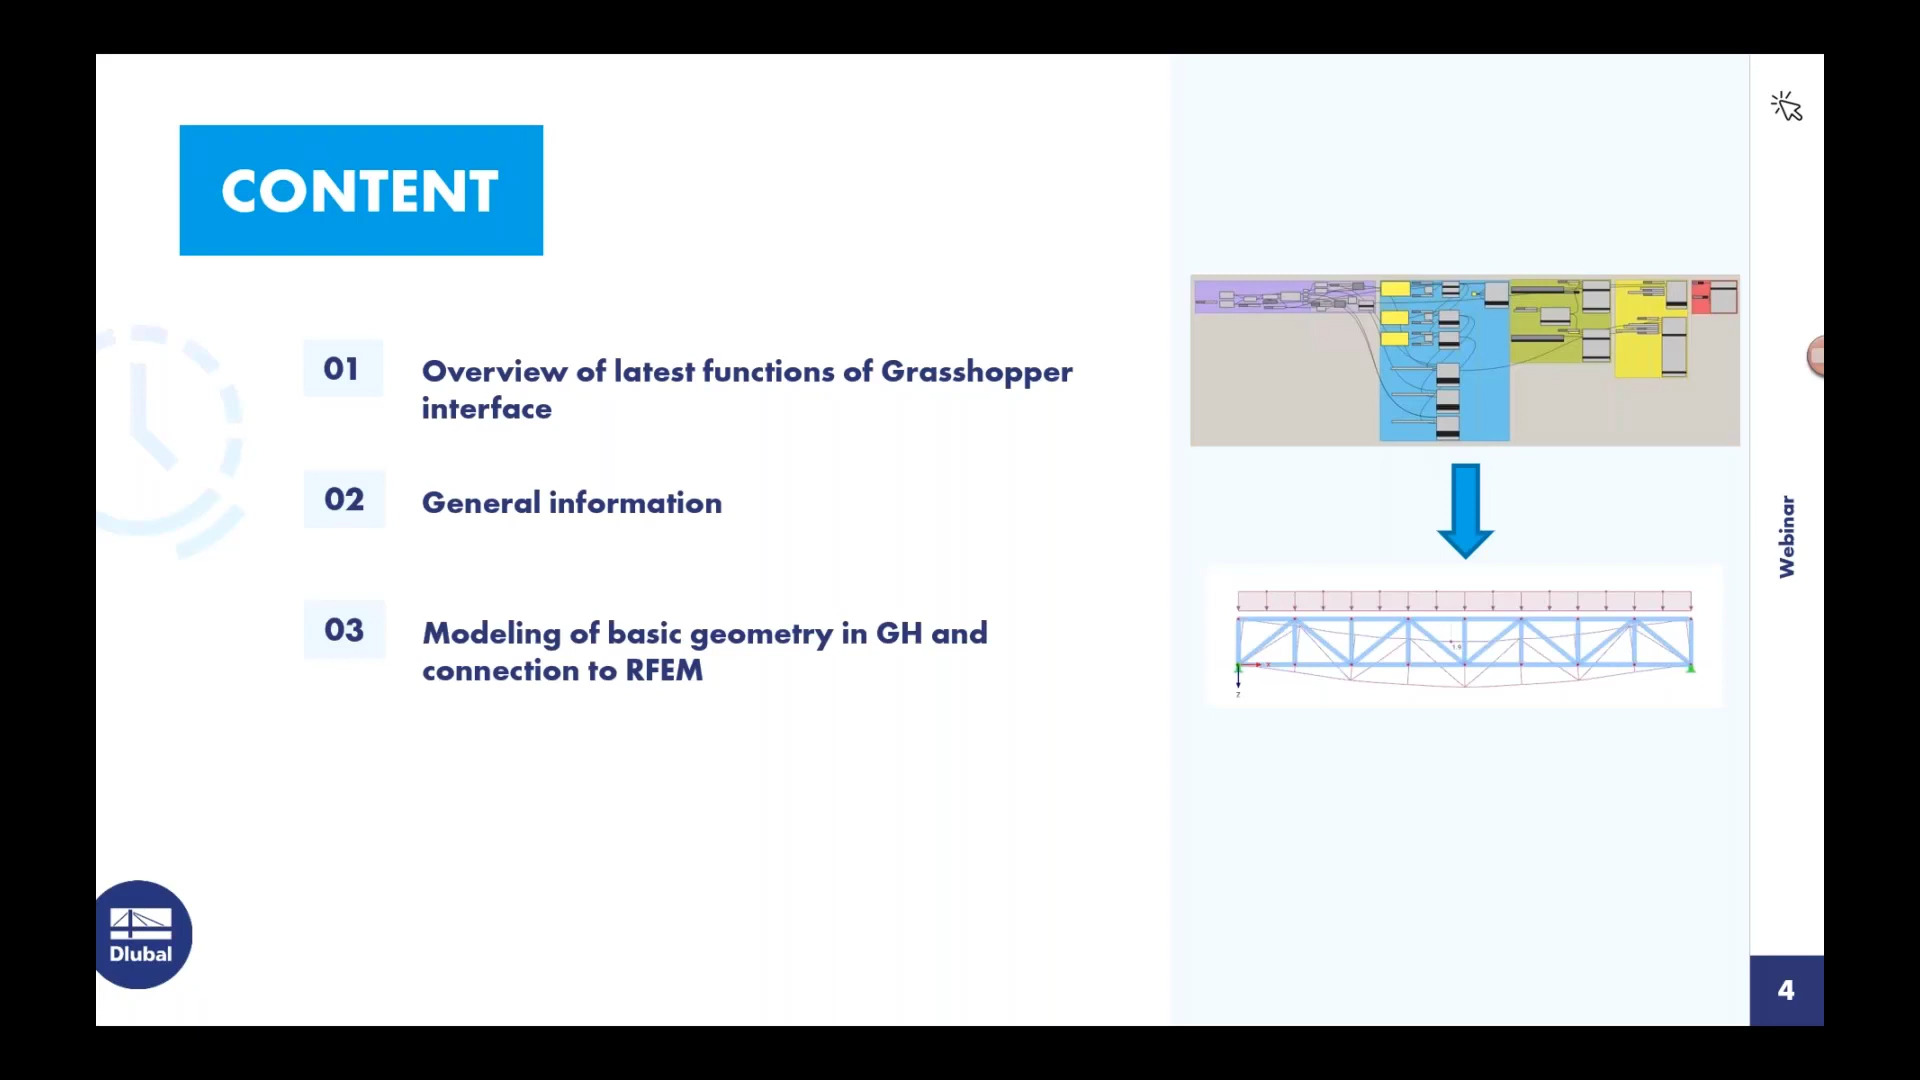 CONTENT
01
Overview of latest functions of Grasshopper
interface
02
General information
03
Modeling of basic geometry in GH and
connection to RFEM
Webinar
Dlubal
4